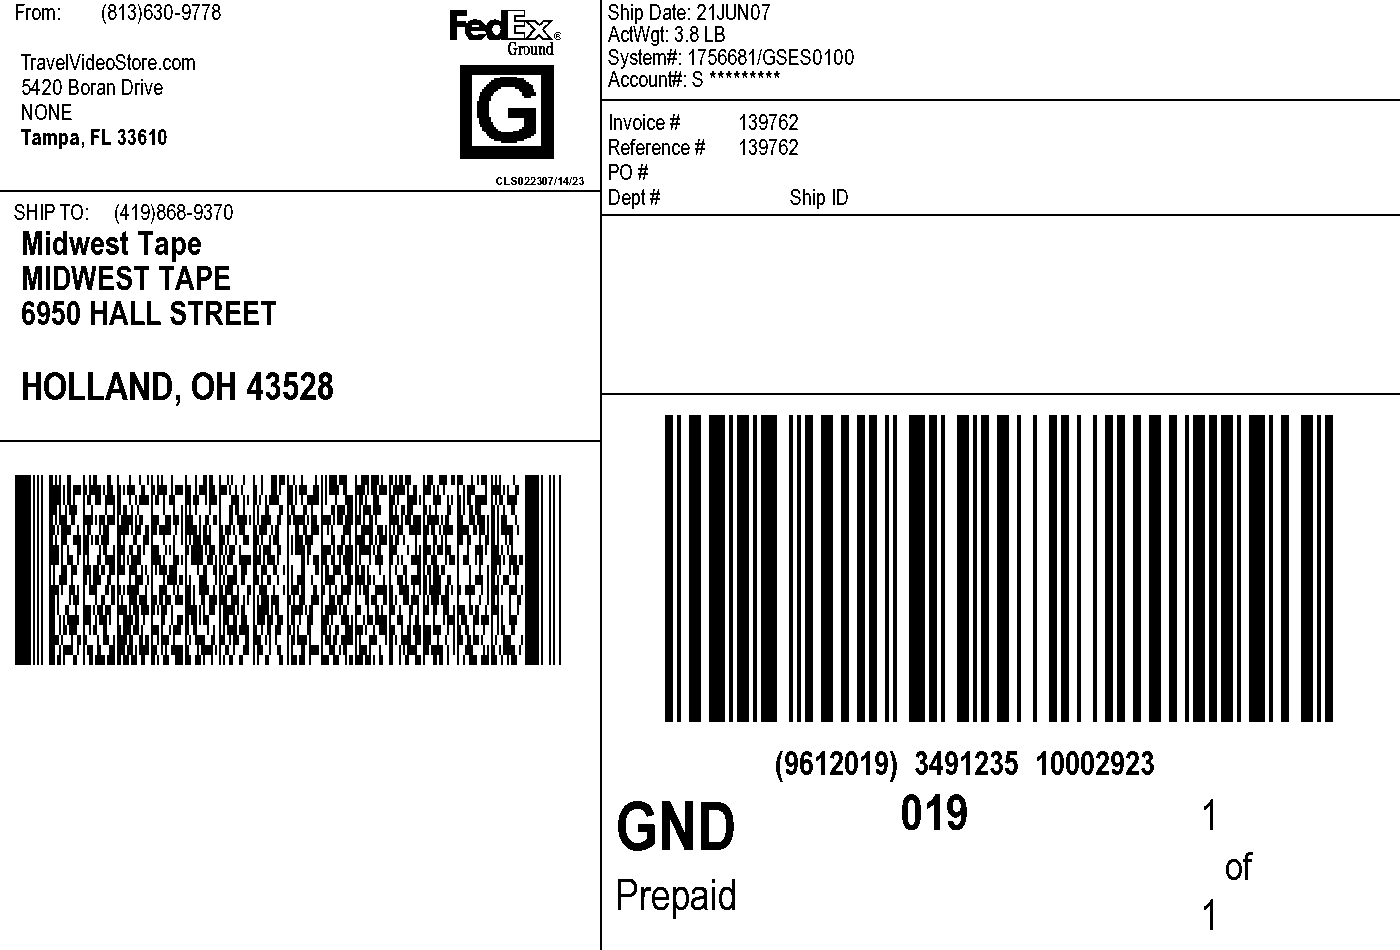 From: (813)630-9778
TravelVideoStore.com
5420 Boran Drive
NONE
Tampa, FL 33610
FedEx®
Ground
G
CLS022307/14/23
SHIP TO: (419)868-9370
Midwest Tape
MIDWEST TAPE
6950 HALL STREET
HOLLAND, OH 43528
Ship Date: 21JUN07
ActWgt: 3.8 LB
System#: 1756681/GSES0100
Account#: S *********
Invoice # 139762
Reference # 139762
PO #
Dept # Ship ID
(9612019) 3491235 10002923
GND 019 1
of
Prepaid 1